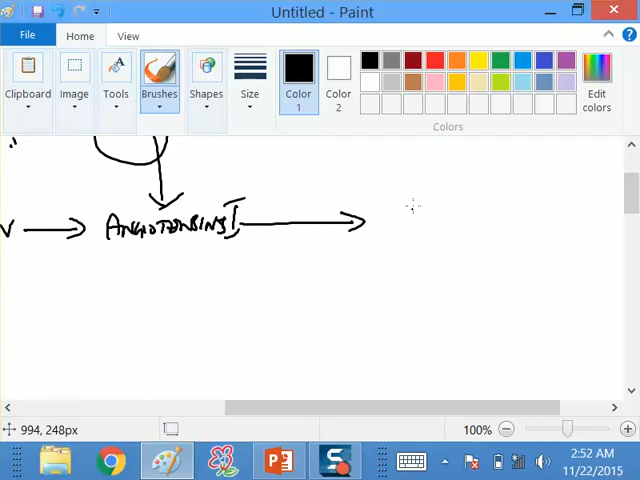 Untitled - Paint
File Home View
Clipboard Image Tools Brushes Shapes Size Color 1 Color 2 Edit colors
Colors
V → ANGIOTENSINS I →
994, 248px 100%
2:52 AM
11/22/2015